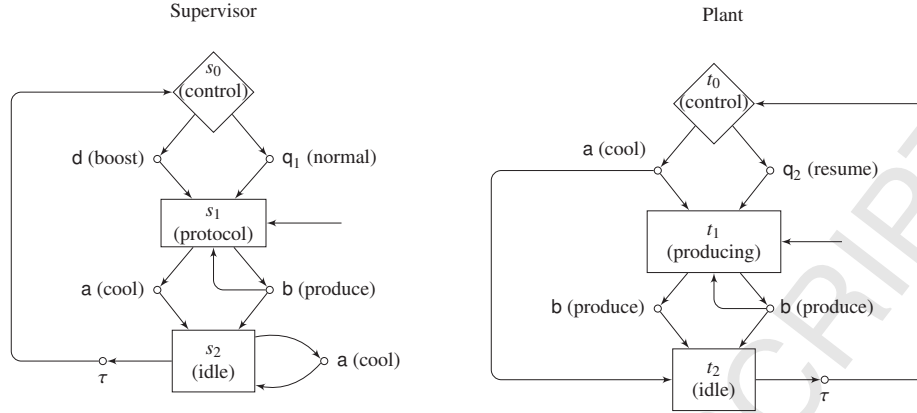 Supervisor
s0
(control)
d (boost)
q1 (normal)
s1
(protocol)
a (cool)
b (produce)
s2
(idle)
a (cool)
τ
Plant
t0
(control)
a (cool)
q2 (resume)
t1
(producing)
b (produce)
b (produce)
t2
(idle)
τ
CRIPT